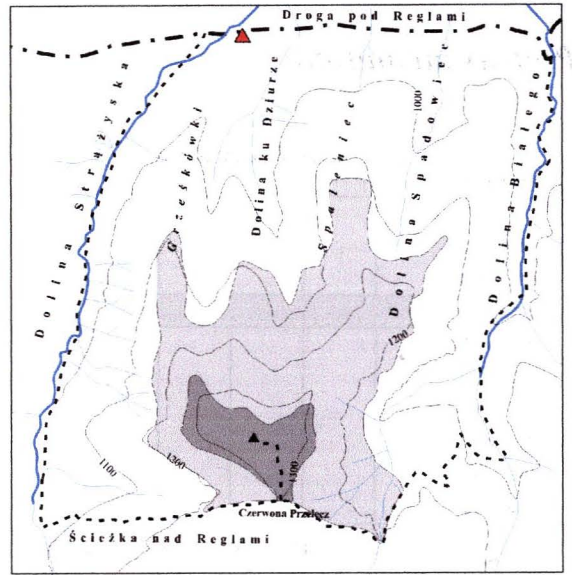 Droga pod Reglami
Dolina Strążyska
Grześkówki
Dolina ku Dziurze
Spaleniec
Dolina Spadowiec
Dolina Białego
1000
1200
1100
1200
1300
Czerwona Przełęcz
Ścieżka nad Reglami